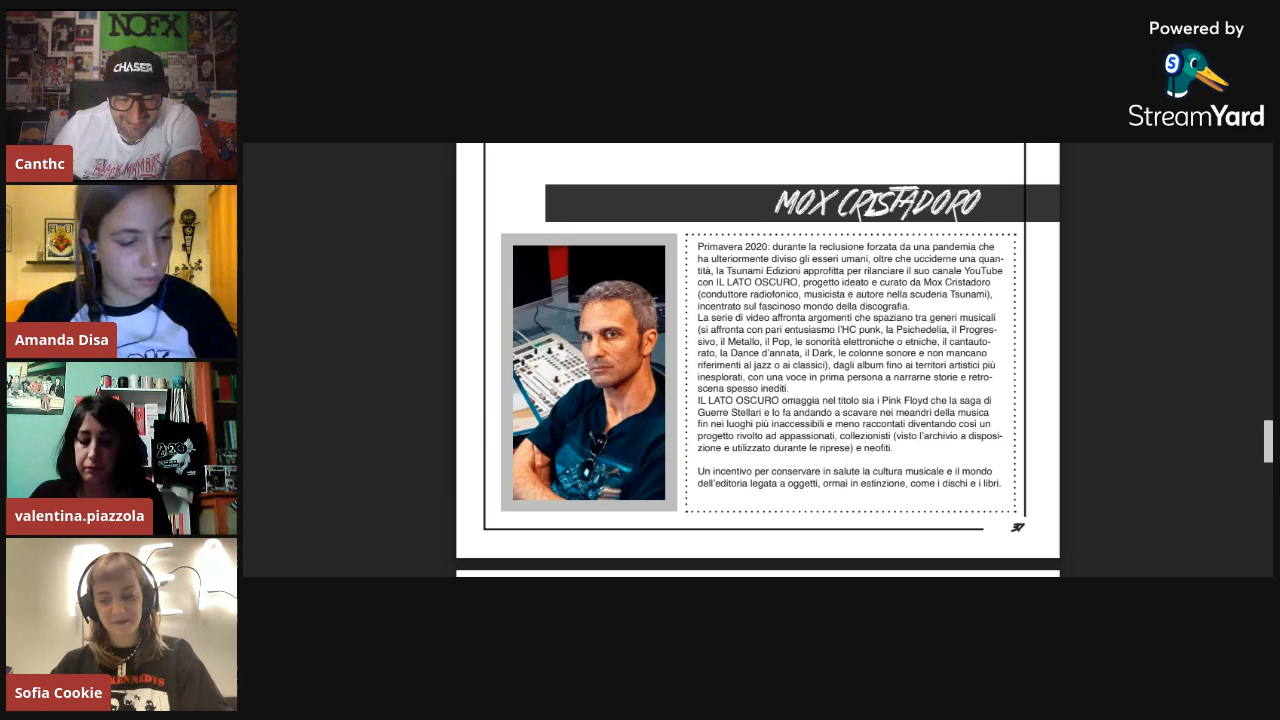 NOFX
CHASER
BLACK MAMBAS
Canthc
Amanda Disa
valentina.piazzola
KENNEDYS
Sofia Cookie
Powered by
S
StreamYard
MOX CRISTADORO
Primavera 2020: durante la reclusione forzata da una pandemia che
ha ulteriormente diviso gli esseri umani, oltre che ucciderne una quan-
tità, la Tsunami Edizioni approfitta per rilanciare il suo canale YouTube
con IL LATO OSCURO, progetto ideato e curato da Mox Cristadoro
(conduttore radiofonico, musicista e autore nella scuderia Tsunami),
incentrato sul fascinoso mondo della discografia.
La serie di video affronta argomenti che spaziano tra generi musicali
(si affronta con pari entusiasmo l'HC punk, la Psichedelia, il Progres-
sivo, il Metallo, il Pop, le sonorità elettroniche o etniche, il cantauto-
rato, la Dance d'annata, il Dark, le colonne sonore e non mancano
riferimenti al jazz o ai classici), dagli album fino ai territori artistici più
inesplorati, con una voce in prima persona a narrarne storie e retro-
scena spesso inediti.
IL LATO OSCURO omaggia nel titolo sia i Pink Floyd che la saga di
Guerre Stellari e lo fa andando a scavare nei meandri della musica
fin nei luoghi più inaccessibili e meno raccontati diventando così un
progetto rivolto ad appassionati, collezionisti (visto l'archivio a disposi-
zione e utilizzato durante le riprese) e neofiti.
Un incentivo per conservare in salute la cultura musicale e il mondo
dell'editoria legata a oggetti, ormai in estinzione, come i dischi e i libri.
37